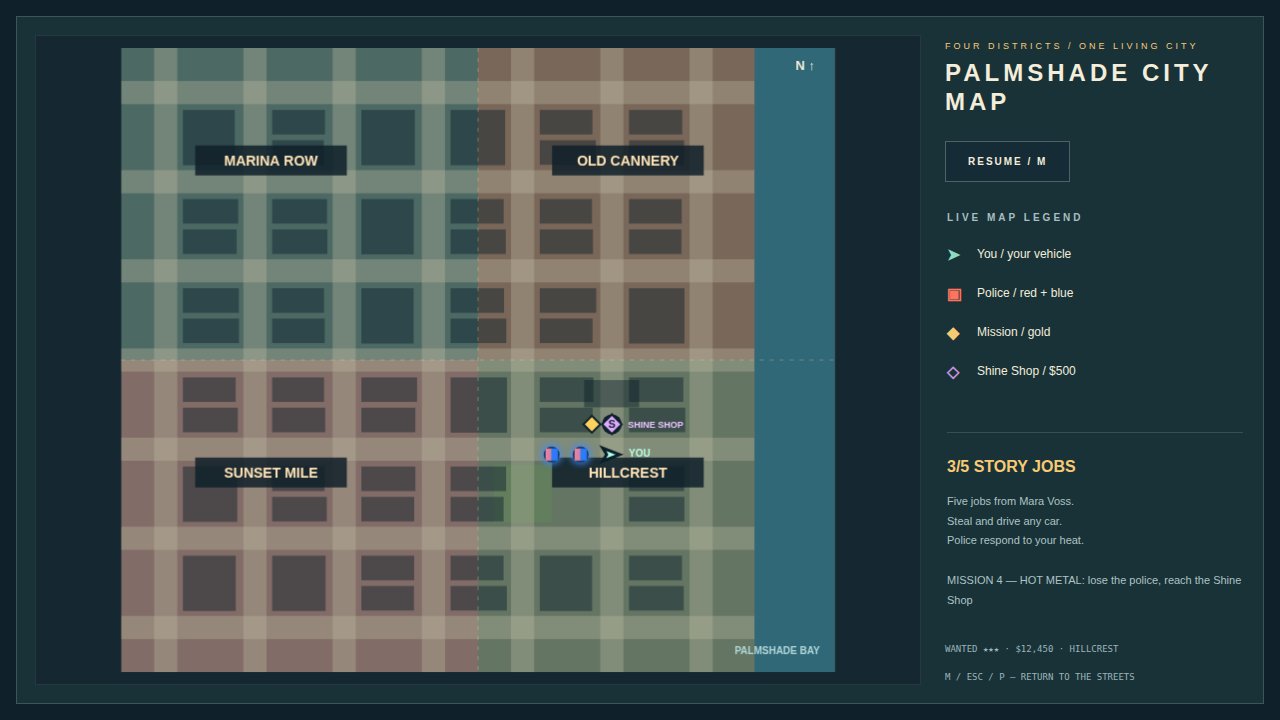 N ↑
MARINA ROW
OLD CANNERY
S
SHINE SHOP
YOU
SUNSET MILE
HILLCREST
PALMSHADE BAY
FOUR DISTRICTS / ONE LIVING CITY
PALMSHADE CITY
MAP
RESUME / M
LIVE MAP LEGEND
You / your vehicle
Police / red + blue
Mission / gold
Shine Shop / $500
3/5 STORY JOBS
Five jobs from Mara Voss.
Steal and drive any car.
Police respond to your heat.
MISSION 4 — HOT METAL: lose the police, reach the Shine
Shop
WANTED ★★★ · $12,450 · HILLCREST
M / ESC / P — RETURN TO THE STREETS